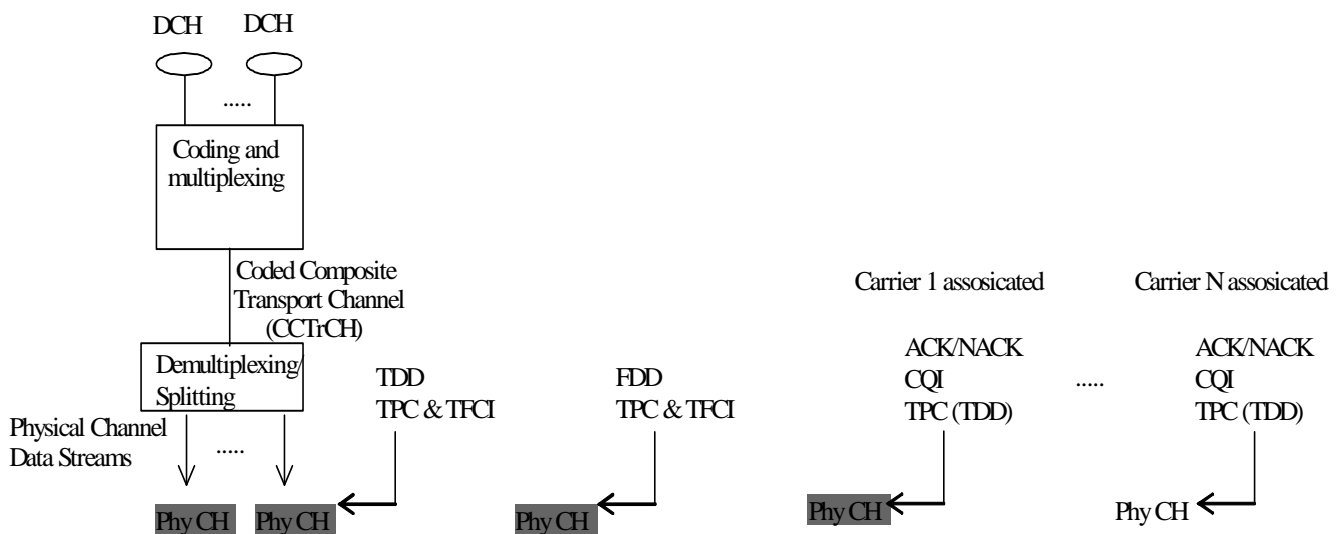 DCH DCH
.....
Coding and
multiplexing
Coded Composite
Transport Channel
(CCTrCH)
Demultiplexing/
Splitting
Physical Channel
Data Streams
.....
TDD
TPC & TFCI
FDD
TPC & TFCI
Carrier 1 assosicated
ACK/NACK
CQI
TPC (TDD)
.....
Carrier N assosicated
ACK/NACK
CQI
TPC (TDD)
Phy CH Phy CH Phy CH Phy CH Phy CH